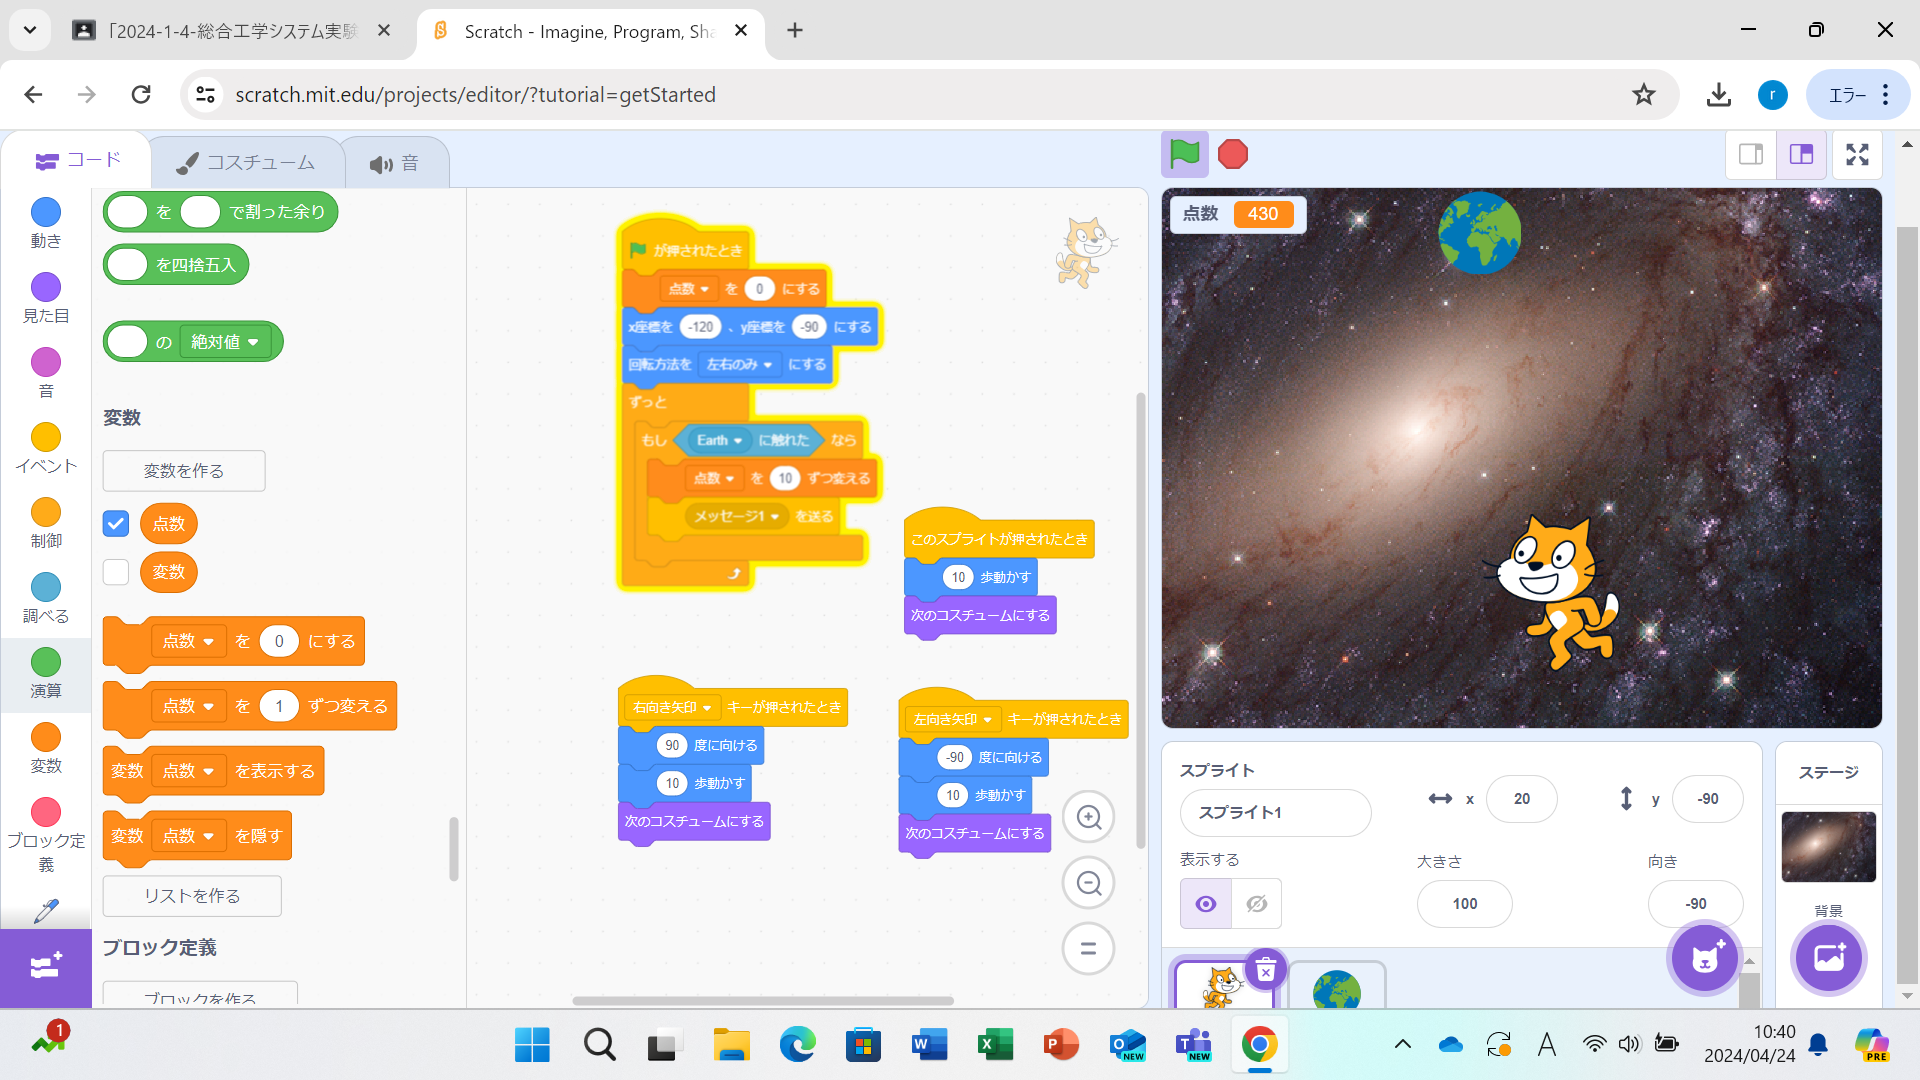 「2024-1-4-総合工学システム実験
Scratch - Imagine, Program, Sha
scratch.mit.edu/projects/editor/?tutorial=getStarted
r
エラー
コード
コスチューム
音
動き
見た目
音
イベント
制御
調べる
演算
変数
ブロック定
義
を で割った余り
を四捨五入
の 絶対値
変数
変数を作る
点数
変数
点数 を 0 にする
点数 を 1 ずつ変える
変数 点数 を表示する
変数 点数 を隠す
リストを作る
ブロック定義
ブロックを作る
が押されたとき
点数 を 0 にする
x座標を -120 、y座標を -90 にする
回転方法を 左右のみ にする
ずっと
もし Earth に触れた なら
点数 を 10 ずつ変える
メッセージ1 を送る
このスプライトが押されたとき
10 歩動かす
次のコスチュームにする
右向き矢印 キーが押されたとき
90 度に向ける
10 歩動かす
次のコスチュームにする
左向き矢印 キーが押されたとき
-90 度に向ける
10 歩動かす
次のコスチュームにする
点数 430
スプライト
スプライト1
x 20
y -90
表示する
大きさ 100
向き -90
ステージ
背景
1
W
X
P
O
NEW
T
NEW
A
10:40
2024/04/24
PRE